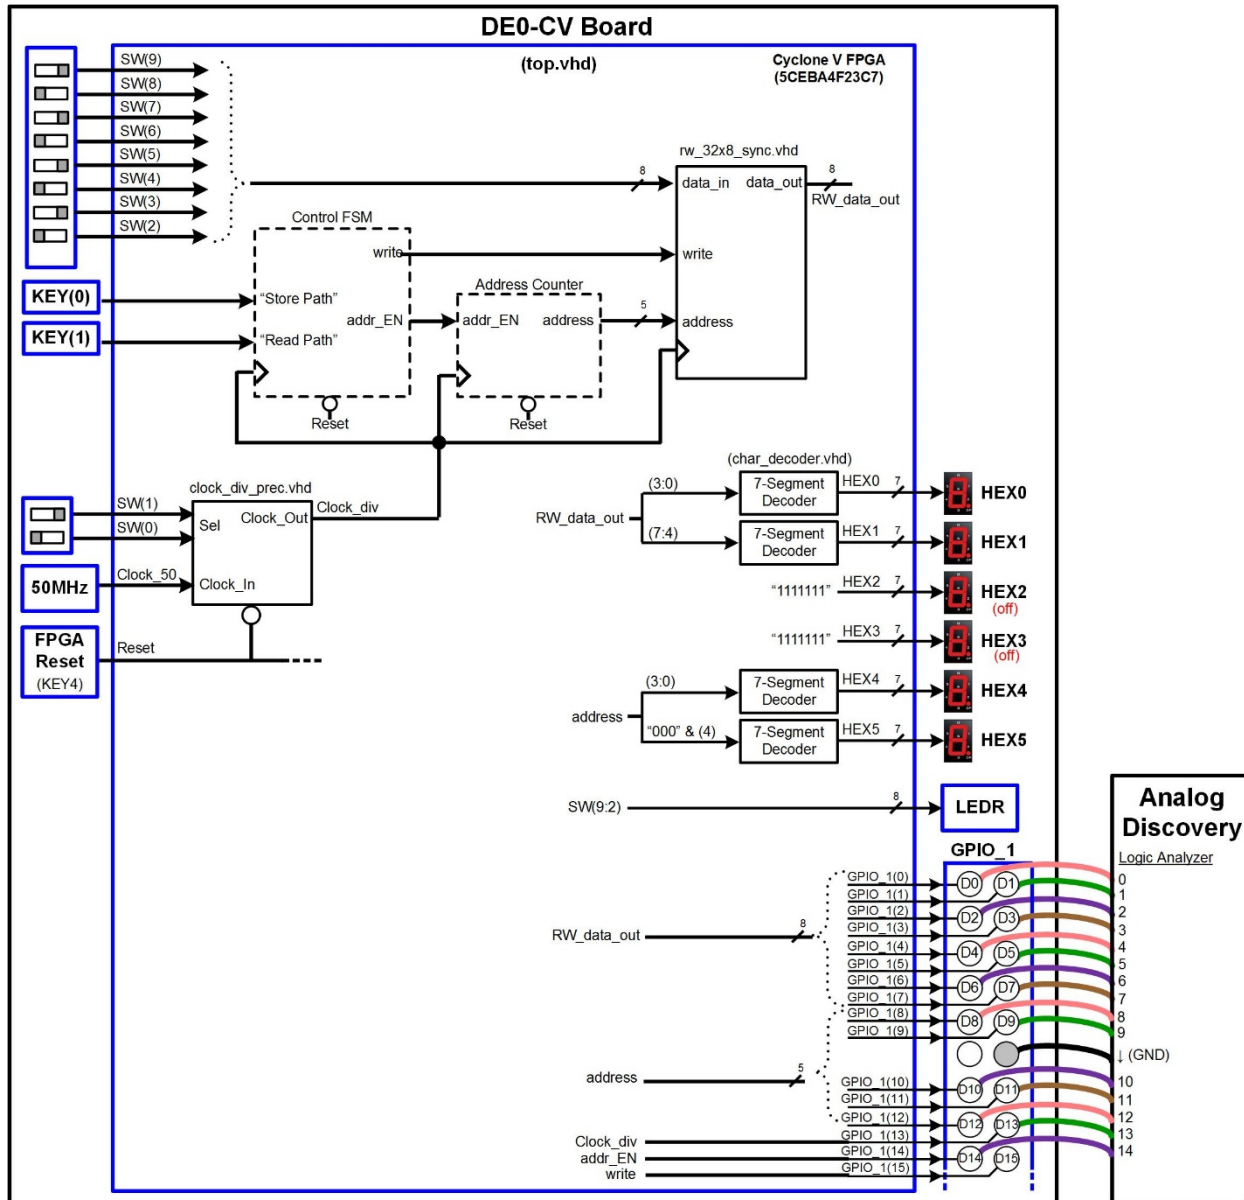 DE0-CV Board
(top.vhd)
Cyclone V FPGA
(5CEBA4F23C7)
SW(9)
SW(8)
SW(7)
SW(6)
SW(5)
SW(4)
SW(3)
SW(2)
8
rw_32x8_sync.vhd
data_in
data_out
8
RW_data_out
write
address
Control FSM
write
“Store Path”
addr_EN
“Read Path”
Reset
KEY(0)
KEY(1)
Address Counter
addr_EN
address
5
Reset
clock_div_prec.vhd
SW(1)
SW(0)
Sel
Clock_Out
Clock_div
50MHz
Clock_50
Clock_In
FPGA
Reset
(KEY4)
Reset
(char_decoder.vhd)
RW_data_out
(3:0)
7-Segment
Decoder
HEX0
7
HEX0
(7:4)
7-Segment
Decoder
HEX1
7
HEX1
“1111111”
HEX2
7
HEX2
(off)
“1111111”
HEX3
7
HEX3
(off)
address
(3:0)
7-Segment
Decoder
HEX4
7
HEX4
“000” & (4)
7-Segment
Decoder
HEX5
7
HEX5
SW(9:2)
8
LEDR
GPIO_1
Analog
Discovery
Logic Analyzer
RW_data_out
8
GPIO_1(0)
D0
D1
0
GPIO_1(1)
1
GPIO_1(2)
D2
D3
2
GPIO_1(3)
3
GPIO_1(4)
D4
D5
4
GPIO_1(5)
5
GPIO_1(6)
D6
D7
6
GPIO_1(7)
7
GPIO_1(8)
D8
D9
8
GPIO_1(9)
9
↓ (GND)
address
5
GPIO_1(10)
D10
D11
10
GPIO_1(11)
11
GPIO_1(12)
D12
D13
12
Clock_div
GPIO_1(13)
13
addr_EN
GPIO_1(14)
D14
D15
14
write
GPIO_1(15)